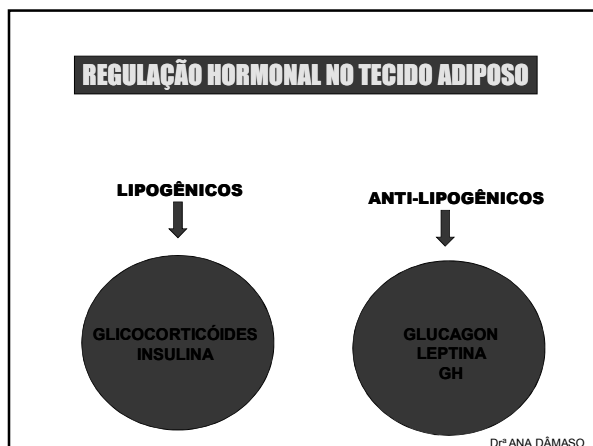 REGULAÇÃO HORMONAL NO TECIDO ADIPOSO
LIPOGÊNICOS
ANTI-LIPOGÊNICOS
GLICOCORTICÓIDES
INSULINA
GLUCAGON
LEPTINA
GH
Drª ANA DÂMASO